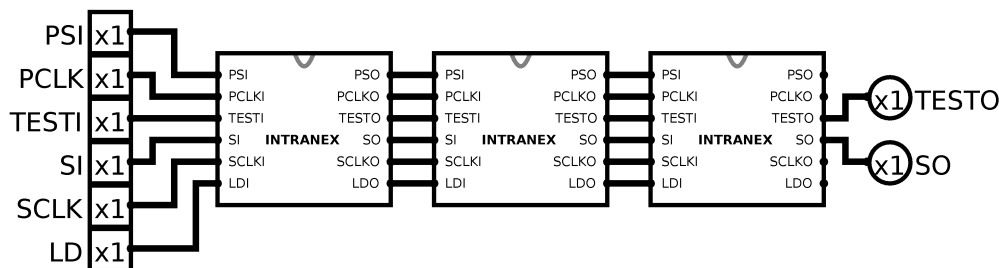 PSI x1
PCLK x1
TESTI x1
SI x1
SCLK x1
LD x1
PSI PSO
PCLKI PCLKO
TESTI TESTO
SI INTRANEX SO
SCLKI SCLKO
LDI LDO
PSI PSO
PCLKI PCLKO
TESTI TESTO
SI INTRANEX SO
SCLKI SCLKO
LDI LDO
PSI PSO
PCLKI PCLKO
TESTI TESTO
SI INTRANEX SO
SCLKI SCLKO
LDI LDO
x1 TESTO
x1 SO